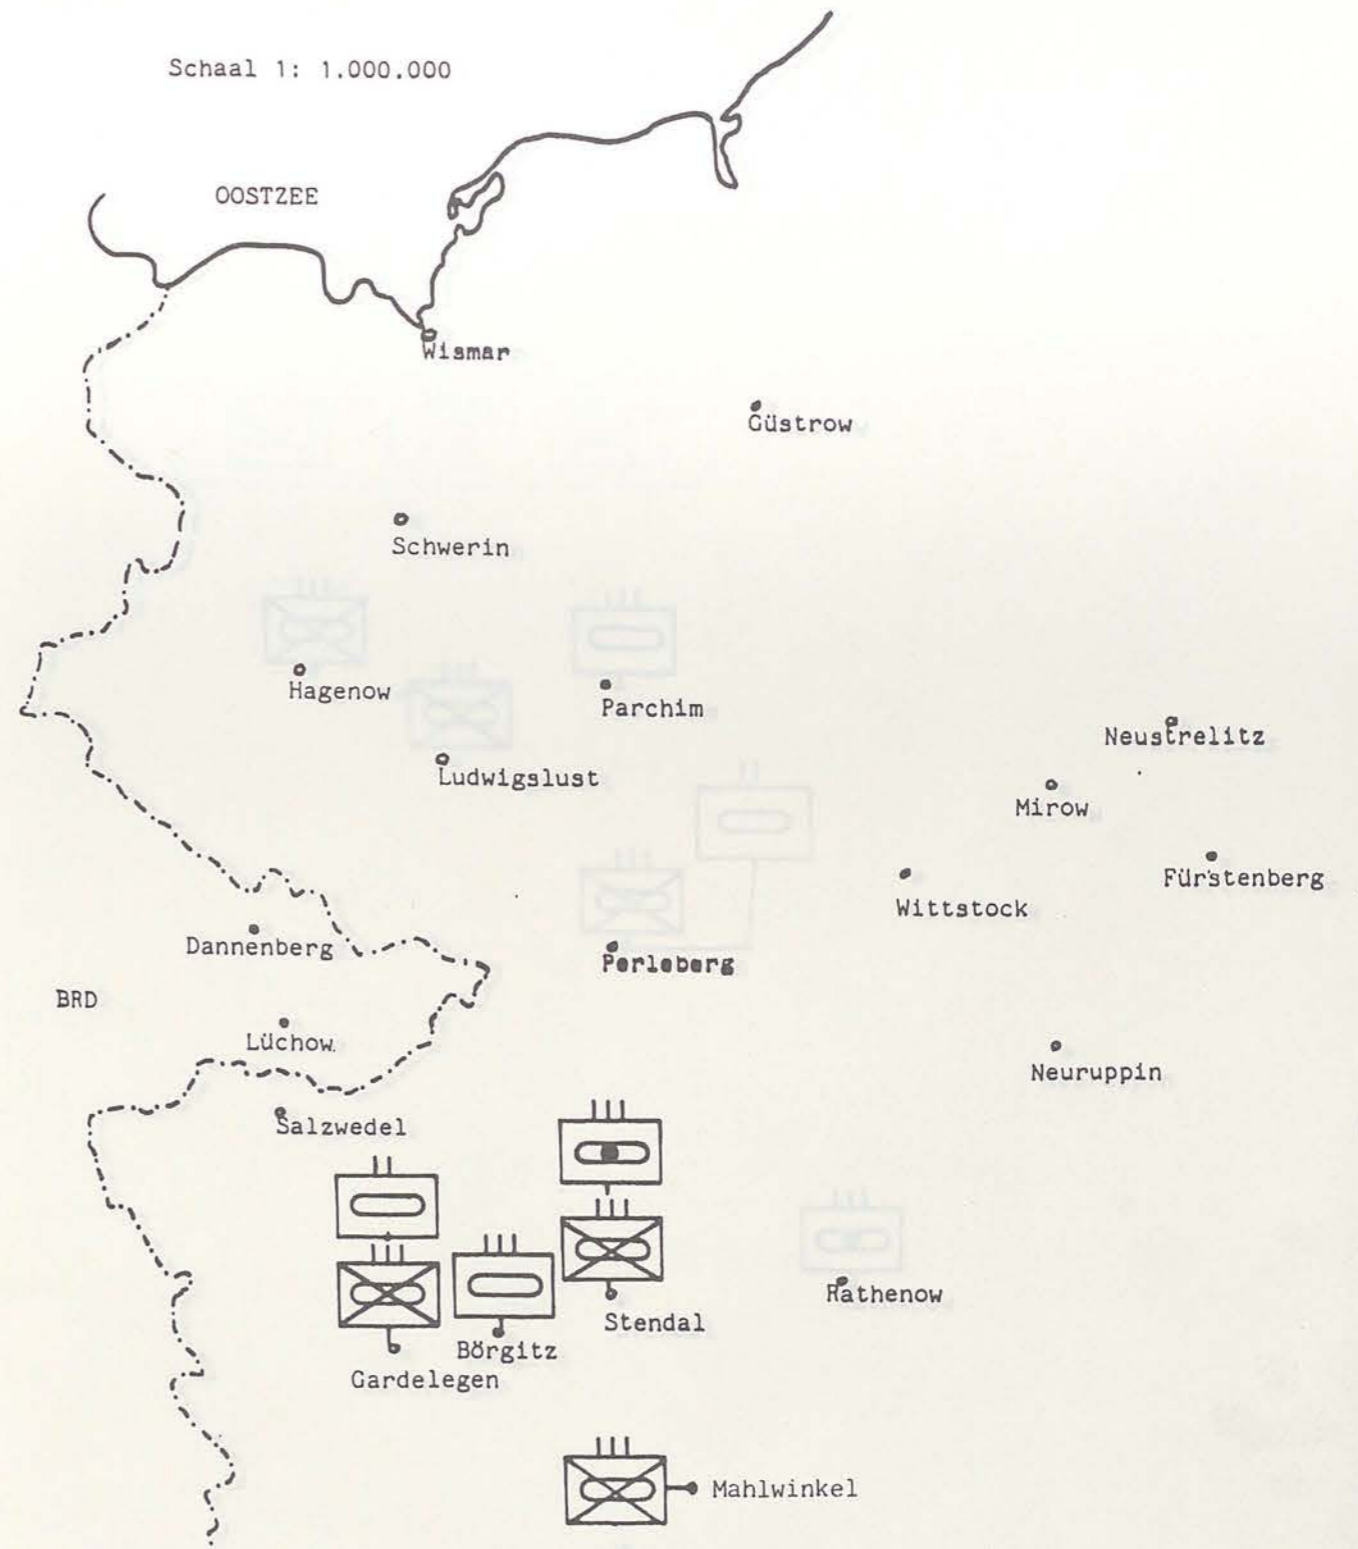 Schaal 1: 1.000.000
OOSTZEE
Wismar
Güstrow
Schwerin
Hagenow
Parchim
Neustrelitz
Ludwigslust
Mirow
Fürstenberg
Wittstock
Dannenberg
Perleberg
BRD
Lüchow.
Neuruppin
Salzwedel
Rathenow
Stendal
Börgitz
Gardelegen
Mahlwinkel